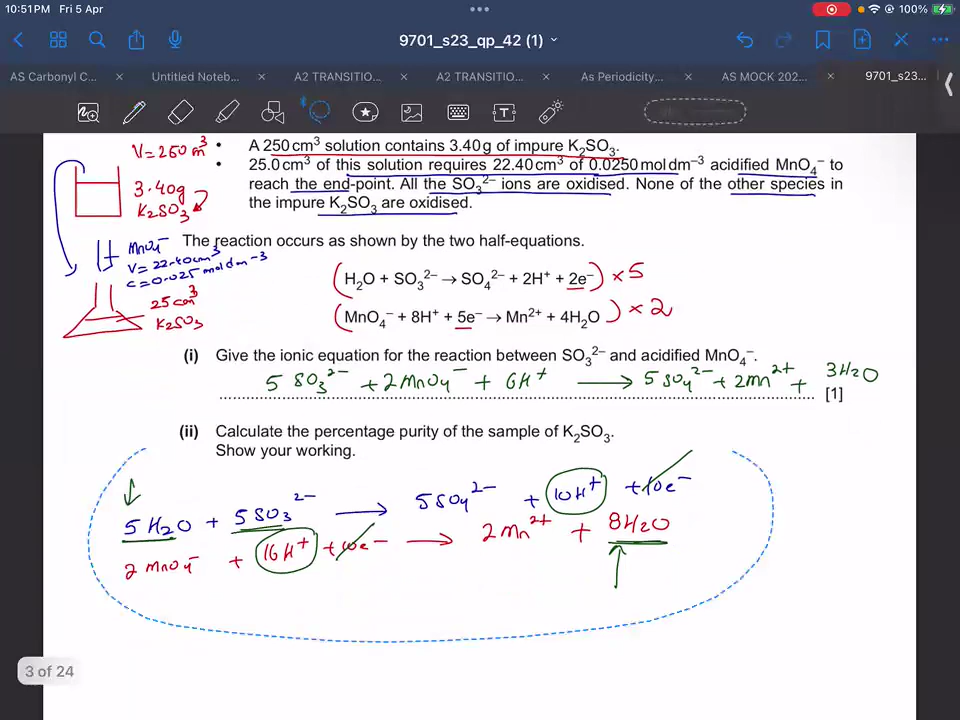 10:51PM Fri 5 Apr
100%
9701_s23_qp_42 (1)
AS Carbonyl C...
Untitled Noteb...
A2 TRANSITIO...
A2 TRANSITIO...
As Periodicity...
AS MOCK 202...
9701_s23...
• A 250 cm³ solution contains 3.40 g of impure K₂SO₃.
• 25.0 cm³ of this solution requires 22.40 cm³ of 0.0250 mol dm⁻³ acidified MnO₄⁻ to
reach the end-point. All the SO₃²⁻ ions are oxidised. None of the other species in
the impure K₂SO₃ are oxidised.
V=250 m³
3.40g
K₂SO₃
MnO₄⁻
V=22.40cm³
C=0.025 mol dm⁻³
25cm³
K₂SO₃
The reaction occurs as shown by the two half-equations.
(H₂O + SO₃²⁻ → SO₄²⁻ + 2H⁺ + 2e⁻) ×5
(MnO₄⁻ + 8H⁺ + 5e⁻ → Mn²⁺ + 4H₂O) ×2
(i) Give the ionic equation for the reaction between SO₃²⁻ and acidified MnO₄⁻.
5 SO₃²⁻ + 2MnO₄⁻ + 6H⁺ → 5SO₄²⁻ + 2Mn²⁺ + 3H₂O
[1]
(ii) Calculate the percentage purity of the sample of K₂SO₃.
Show your working.
5H₂O + 5SO₃²⁻ → 5SO₄²⁻ + 10H⁺ + 10e⁻
2MnO₄⁻ + 16H⁺ + 10e⁻ → 2Mn²⁺ + 8H₂O
3 of 24